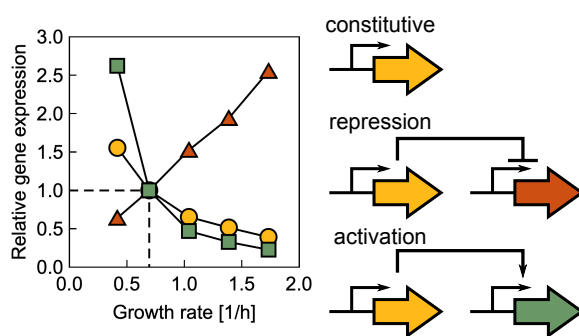 Relative gene expression
3.0
2.5
2.0
1.5
1.0
0.5
0.0
0.0 0.5 1.0 1.5 2.0
Growth rate [1/h]
constitutive
repression
activation